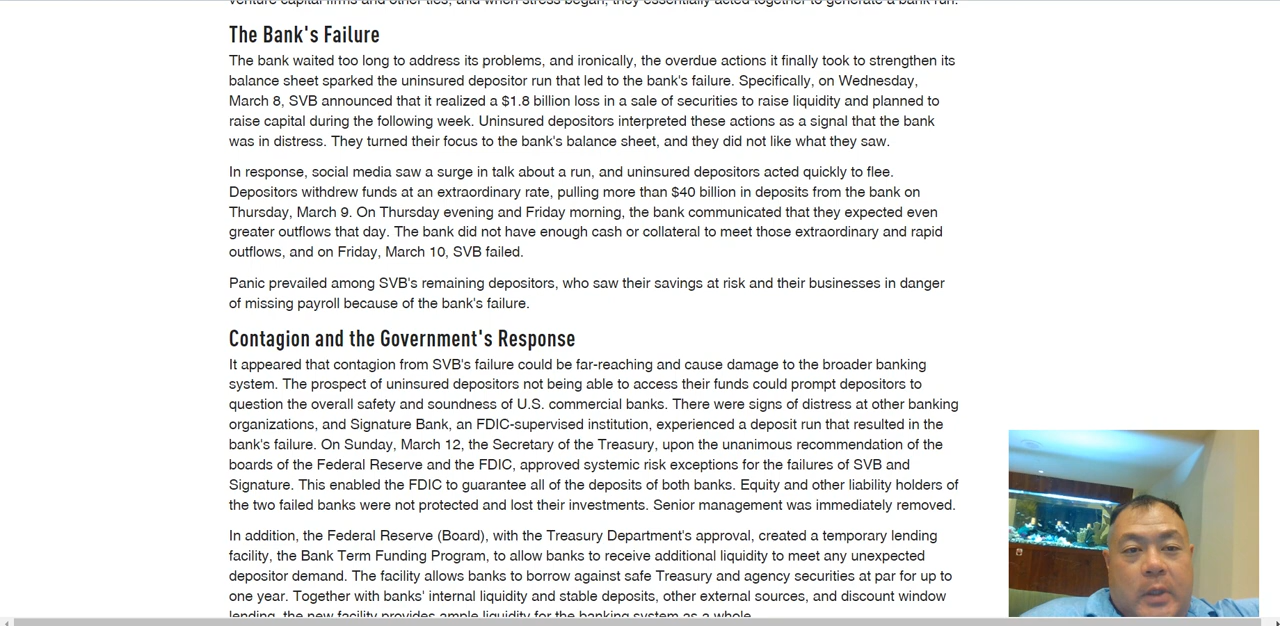 venture capital firms and other ties, and when stress began, they essentially acted together to generate a bank run.
The Bank's Failure
The bank waited too long to address its problems, and ironically, the overdue actions it finally took to strengthen its
balance sheet sparked the uninsured depositor run that led to the bank's failure. Specifically, on Wednesday,
March 8, SVB announced that it realized a $1.8 billion loss in a sale of securities to raise liquidity and planned to
raise capital during the following week. Uninsured depositors interpreted these actions as a signal that the bank
was in distress. They turned their focus to the bank's balance sheet, and they did not like what they saw.
In response, social media saw a surge in talk about a run, and uninsured depositors acted quickly to flee.
Depositors withdrew funds at an extraordinary rate, pulling more than $40 billion in deposits from the bank on
Thursday, March 9. On Thursday evening and Friday morning, the bank communicated that they expected even
greater outflows that day. The bank did not have enough cash or collateral to meet those extraordinary and rapid
outflows, and on Friday, March 10, SVB failed.
Panic prevailed among SVB's remaining depositors, who saw their savings at risk and their businesses in danger
of missing payroll because of the bank's failure.
Contagion and the Government's Response
It appeared that contagion from SVB's failure could be far-reaching and cause damage to the broader banking
system. The prospect of uninsured depositors not being able to access their funds could prompt depositors to
question the overall safety and soundness of U.S. commercial banks. There were signs of distress at other banking
organizations, and Signature Bank, an FDIC-supervised institution, experienced a deposit run that resulted in the
bank's failure. On Sunday, March 12, the Secretary of the Treasury, upon the unanimous recommendation of the
boards of the Federal Reserve and the FDIC, approved systemic risk exceptions for the failures of SVB and
Signature. This enabled the FDIC to guarantee all of the deposits of both banks. Equity and other liability holders of
the two failed banks were not protected and lost their investments. Senior management was immediately removed.
In addition, the Federal Reserve (Board), with the Treasury Department's approval, created a temporary lending
facility, the Bank Term Funding Program, to allow banks to receive additional liquidity to meet any unexpected
depositor demand. The facility allows banks to borrow against safe Treasury and agency securities at par for up to
one year. Together with banks' internal liquidity and stable deposits, other external sources, and discount window
lending, the new facility provides ample liquidity for the banking system as a whole.